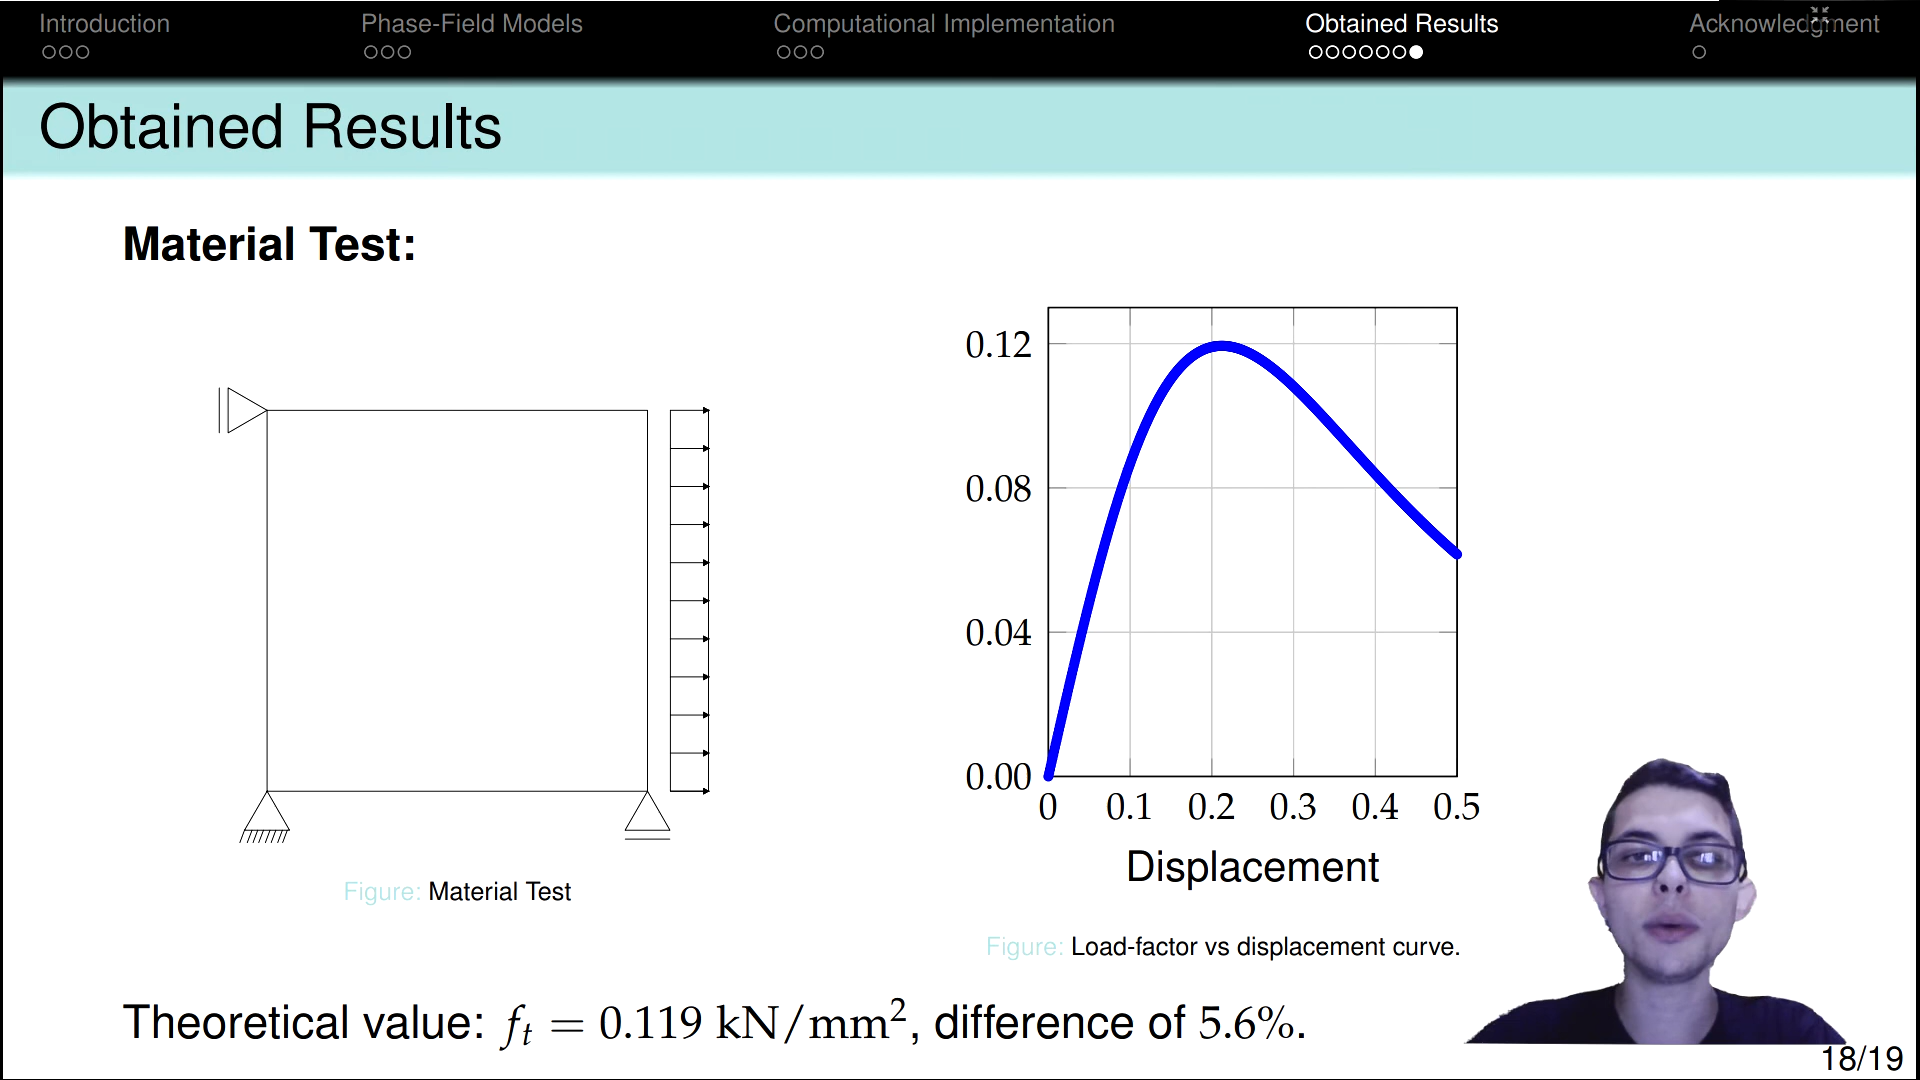 Introduction Phase-Field Models Computational Implementation Obtained Results Acknowledgment
Obtained Results
Material Test:
0.12
0.08
0.04
0.00
0 0.1 0.2 0.3 0.4 0.5
Displacement
Figure: Material Test
Figure: Load-factor vs displacement curve.
Theoretical value: fₜ = 0.119 kN/mm², difference of 5.6%.
18/19